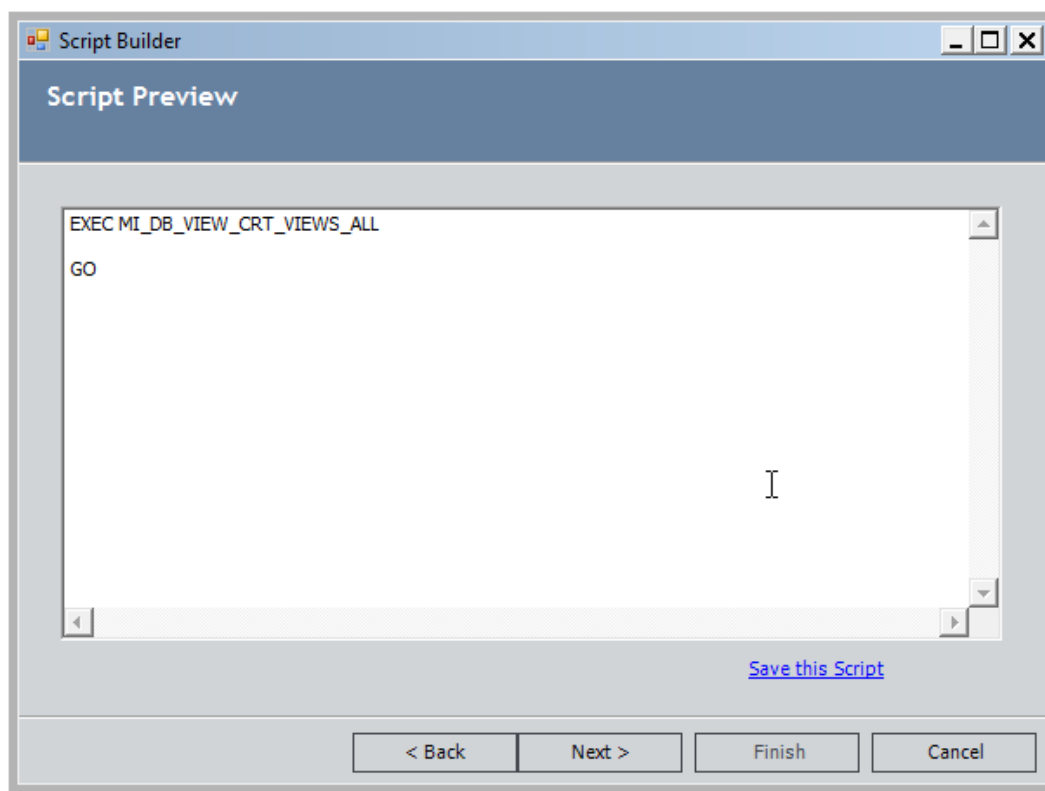 Script Builder
Script Preview
EXEC MI_DB_VIEW_CRT_VIEWS_ALL
GO
Save this Script
< Back
Next >
Finish
Cancel